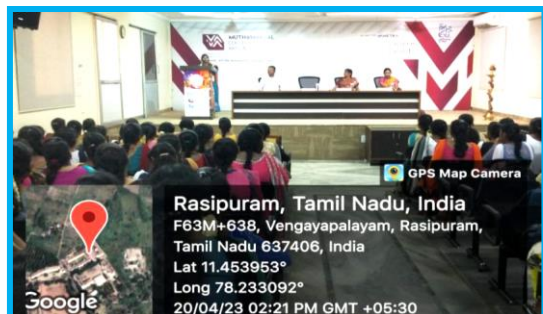 GPS Map Camera
Rasipuram, Tamil Nadu, India
F63M+638, Vengayapalayam, Rasipuram,
Tamil Nadu 637406, India
Lat 11.453953°
Long 78.233092°
20/04/23 02:21 PM GMT +05:30
Google